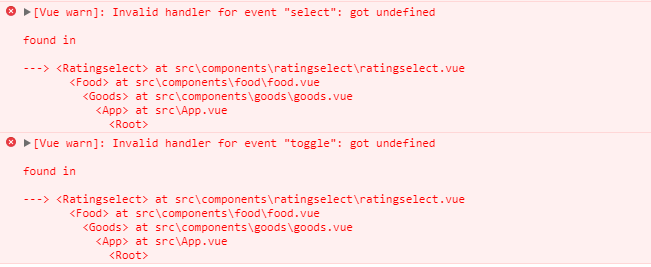 [Vue warn]: Invalid handler for event "select": got undefined
found in
---> <Ratingselect> at src\components\ratingselect\ratingselect.vue
<Food> at src\components\food\food.vue
<Goods> at src\components\goods\goods.vue
<App> at src\App.vue
<Root>
[Vue warn]: Invalid handler for event "toggle": got undefined
found in
---> <Ratingselect> at src\components\ratingselect\ratingselect.vue
<Food> at src\components\food\food.vue
<Goods> at src\components\goods\goods.vue
<App> at src\App.vue
<Root>